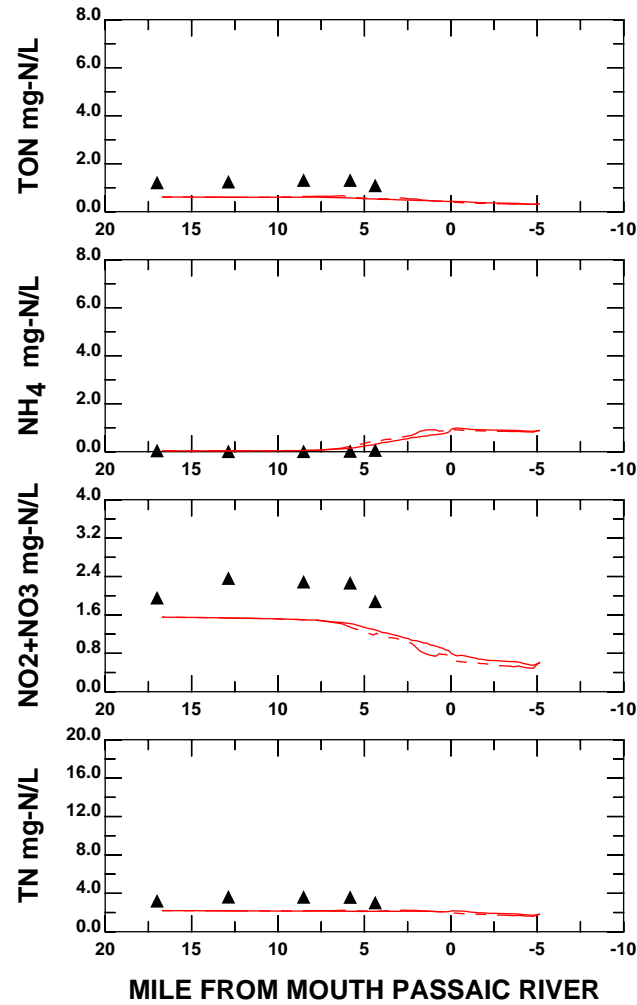 TON mg-N/L
8.0
6.0
4.0
2.0
0.0
20 15 10 5 0 -5 -10
NH4 mg-N/L
8.0
6.0
4.0
2.0
0.0
20 15 10 5 0 -5 -10
NO2+NO3 mg-N/L
4.0
3.2
2.4
1.6
0.8
0.0
20 15 10 5 0 -5 -10
TN mg-N/L
20.0
16.0
12.0
8.0
4.0
0.0
20 15 10 5 0 -5 -10
MILE FROM MOUTH PASSAIC RIVER